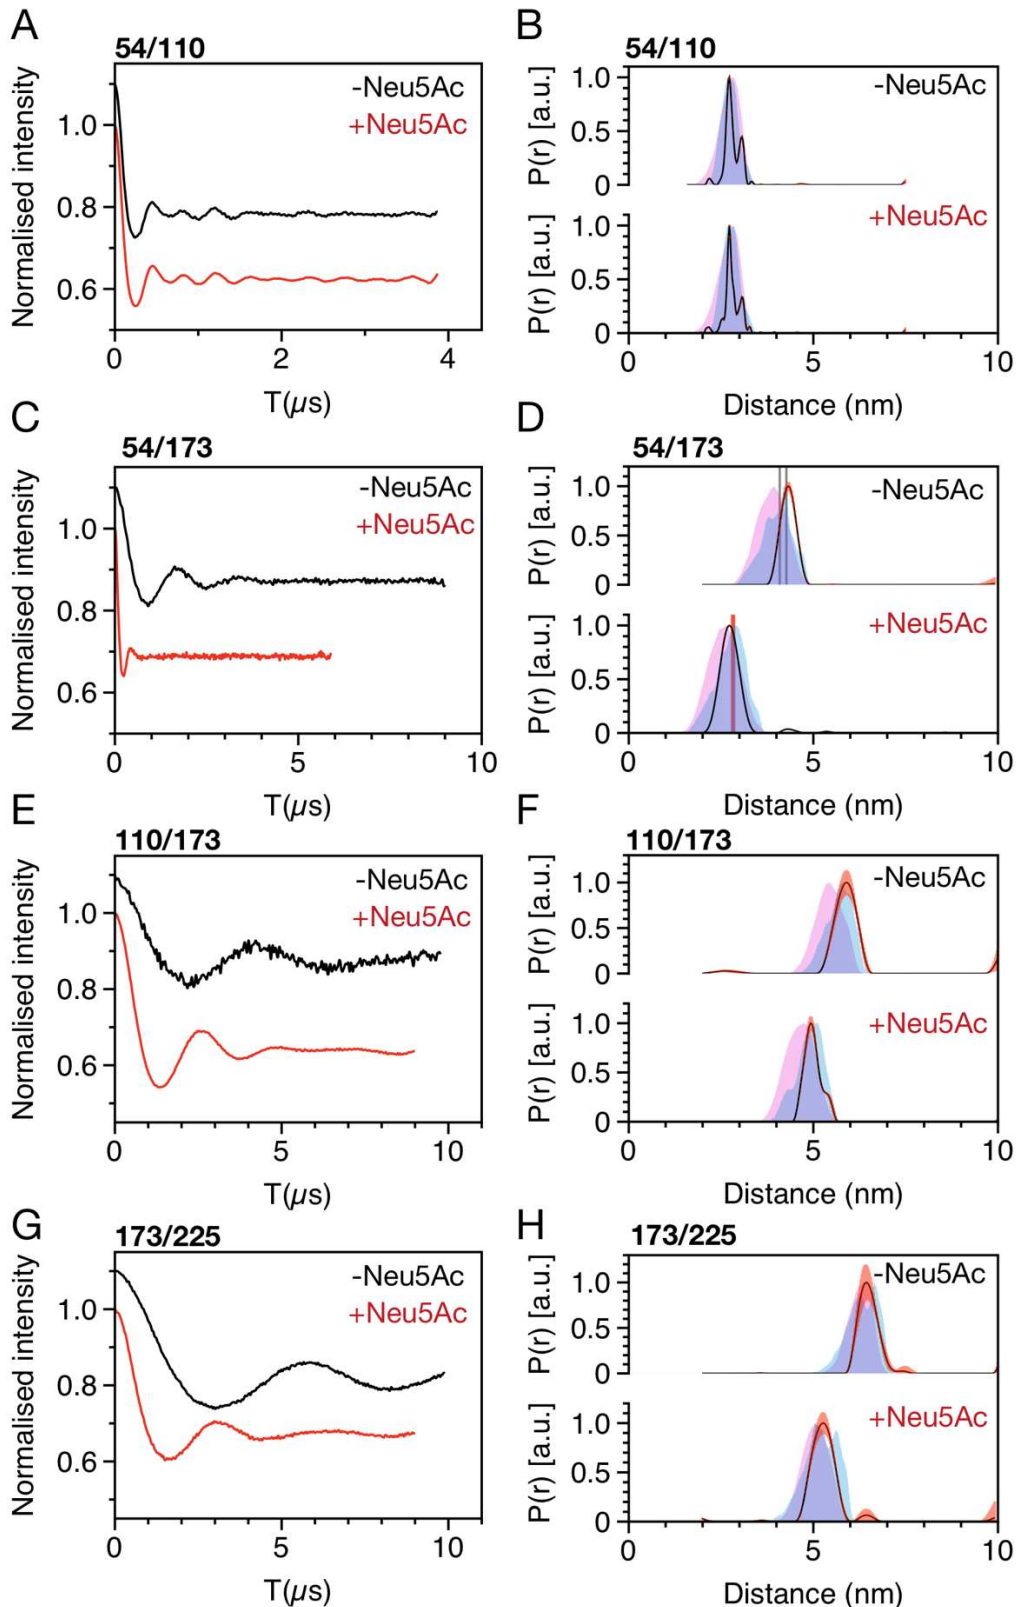 A
54/110
Normalised intensity
1.0
0.8
0.6
-Neu5Ac
+Neu5Ac
0 2 4
T(μs)
B
54/110
P(r) [a.u.]
1.0
0.5
0
-Neu5Ac
P(r) [a.u.]
1.0
0.5
0
+Neu5Ac
0 5 10
Distance (nm)
C
54/173
Normalised intensity
1.0
0.8
0.6
-Neu5Ac
+Neu5Ac
0 5 10
T(μs)
D
54/173
P(r) [a.u.]
1.0
0.5
0
-Neu5Ac
P(r) [a.u.]
1.0
0.5
0
+Neu5Ac
0 5 10
Distance (nm)
E
110/173
Normalised intensity
1.0
0.8
0.6
-Neu5Ac
+Neu5Ac
0 5 10
T(μs)
F
110/173
P(r) [a.u.]
1.0
0.5
0
-Neu5Ac
P(r) [a.u.]
1.0
0.5
0
+Neu5Ac
0 5 10
Distance (nm)
G
173/225
Normalised intensity
1.0
0.8
0.6
-Neu5Ac
+Neu5Ac
0 5 10
T(μs)
H
173/225
P(r) [a.u.]
1.0
0.5
0
-Neu5Ac
P(r) [a.u.]
1.0
0.5
0
+Neu5Ac
0 5 10
Distance (nm)